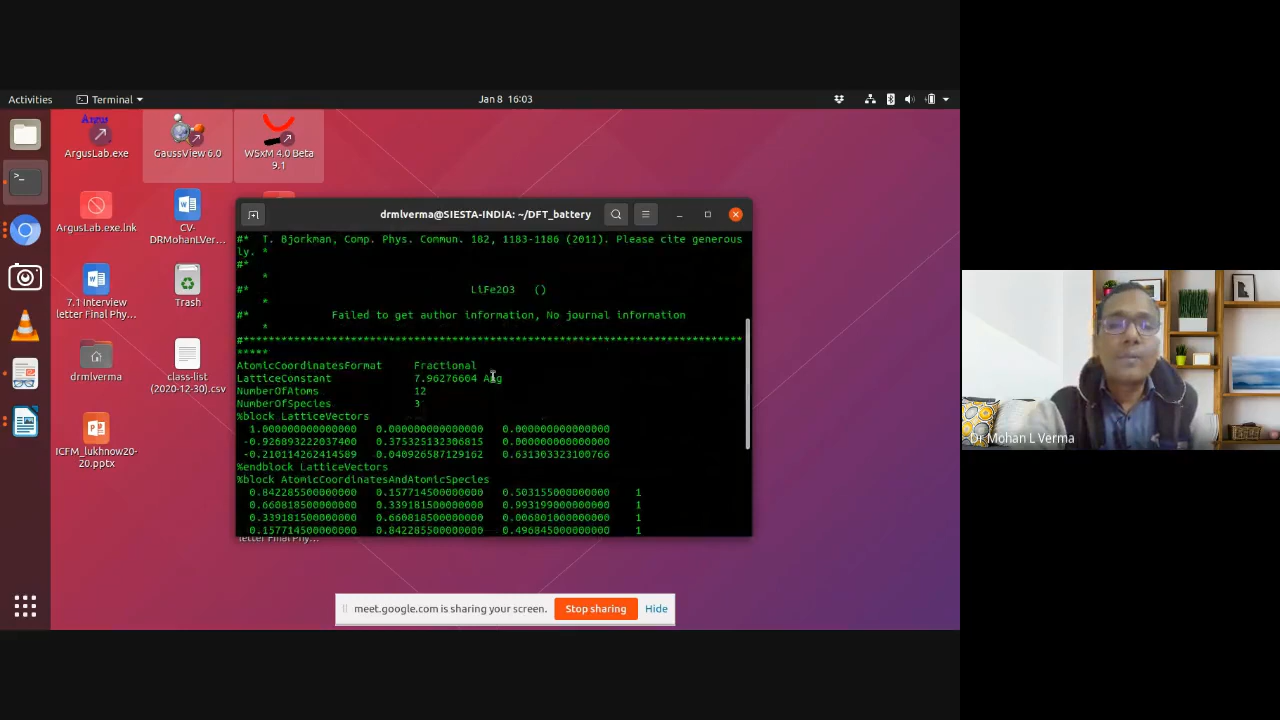 Activities
Terminal
Jan 8 16:03
Argus
ArgusLab.exe
GaussView 6.0
WSxM 4.0 Beta
9.1
ArgusLab.exe.lnk
CV-
DRMohanLVer...
7.1 Interview
letter Final Phy...
Trash
drmlverma
class-list
(2020-12-30).csv
ICFM_lukhnow20-
20.pptx
letter Final Phy...
drmlverma@SIESTA-INDIA: ~/DFT_battery
#* T. Bjorkman, Comp. Phys. Commun. 182, 1183-1186 (2011). Please cite generous
ly. *
#*
*
#* LiFe2O3 ()
*
#* Failed to get author information, No journal information
*
#*******************************************************************************
*****
AtomicCoordinatesFormat Fractional
LatticeConstant 7.96276604 Ang
NumberOfAtoms 12
NumberOfSpecies 3
%block LatticeVectors
1.000000000000000 0.000000000000000 0.000000000000000
-0.926893222037400 0.375325132306815 0.000000000000000
-0.210114262414589 0.040926587129162 0.631303323100766
%endblock LatticeVectors
%block AtomicCoordinatesAndAtomicSpecies
0.842285500000000 0.157714500000000 0.503155000000000 1
0.660818500000000 0.339181500000000 0.993199000000000 1
0.339181500000000 0.660818500000000 0.006801000000000 1
0.157714500000000 0.842285500000000 0.496845000000000 1
meet.google.com is sharing your screen.
Stop sharing
Hide
Dr Mohan L Verma